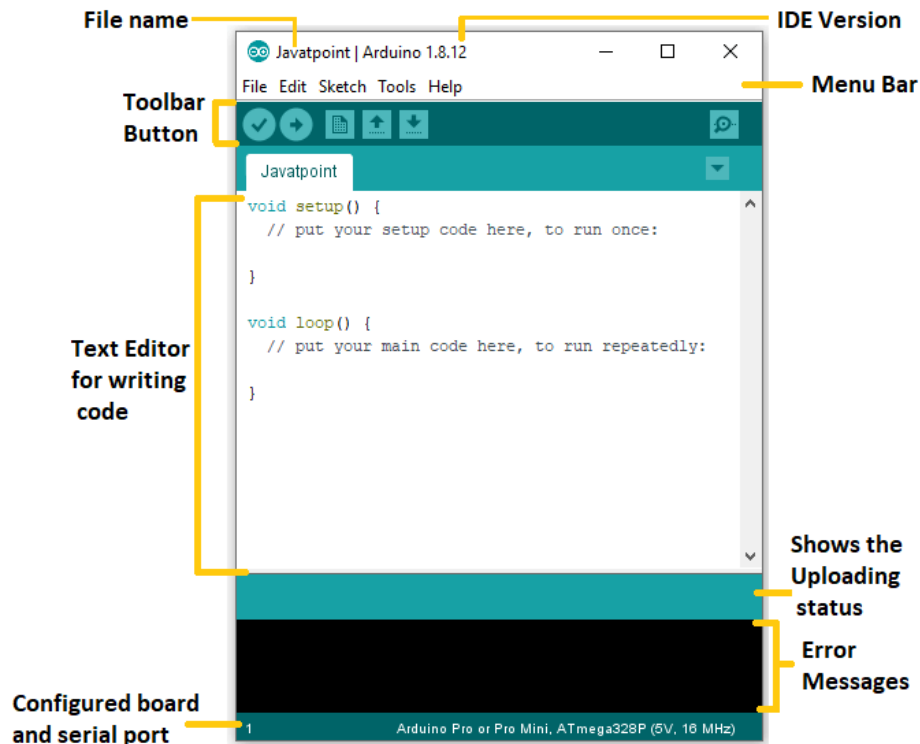 File name
IDE Version
Javatpoint | Arduino 1.8.12
File Edit Sketch Tools Help
Menu Bar
Toolbar
Button
Javatpoint
void setup() {
// put your setup code here, to run once:
}
void loop() {
// put your main code here, to run repeatedly:
}
Text Editor
for writing
code
Shows the
Uploading
status
Error
Messages
Configured board
and serial port
1
Arduino Pro or Pro Mini, ATmega328P (5V, 16 MHz)